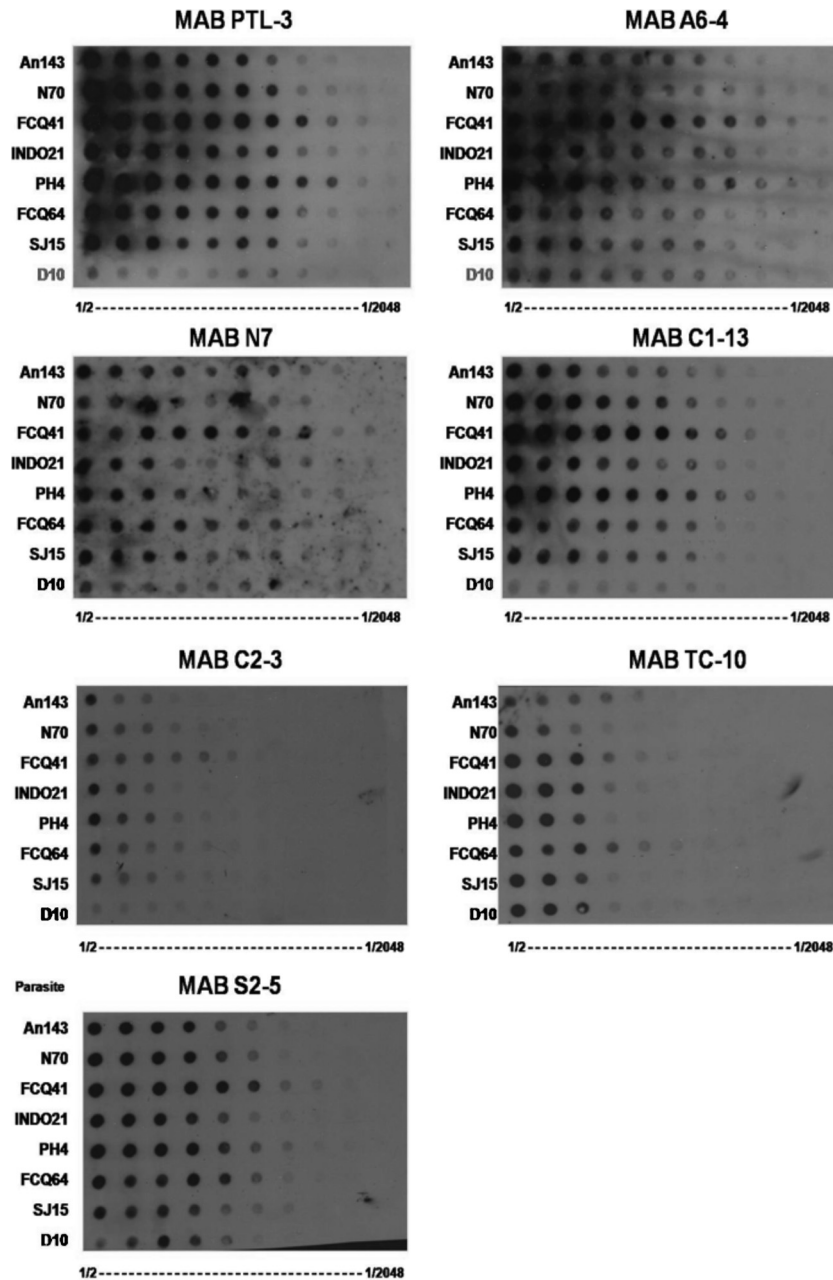 MAB PTL-3
An143
N70
FCQ41
INDO21
PH4
FCQ64
SJ15
D10
1/2------------------------------------1/2048
MAB A6-4
An143
N70
FCQ41
INDO21
PH4
FCQ64
SJ15
D10
1/2------------------------------------1/2048
MAB N7
An143
N70
FCQ41
INDO21
PH4
FCQ64
SJ15
D10
1/2------------------------------------1/2048
MAB C1-13
An143
N70
FCQ41
INDO21
PH4
FCQ64
SJ15
D10
1/2------------------------------------1/2048
MAB C2-3
An143
N70
FCQ41
INDO21
PH4
FCQ64
SJ15
D10
1/2------------------------------------1/2048
MAB TC-10
An143
N70
FCQ41
INDO21
PH4
FCQ64
SJ15
D10
1/2------------------------------------1/2048
Parasite
MAB S2-5
An143
N70
FCQ41
INDO21
PH4
FCQ64
SJ15
D10
1/2------------------------------------1/2048